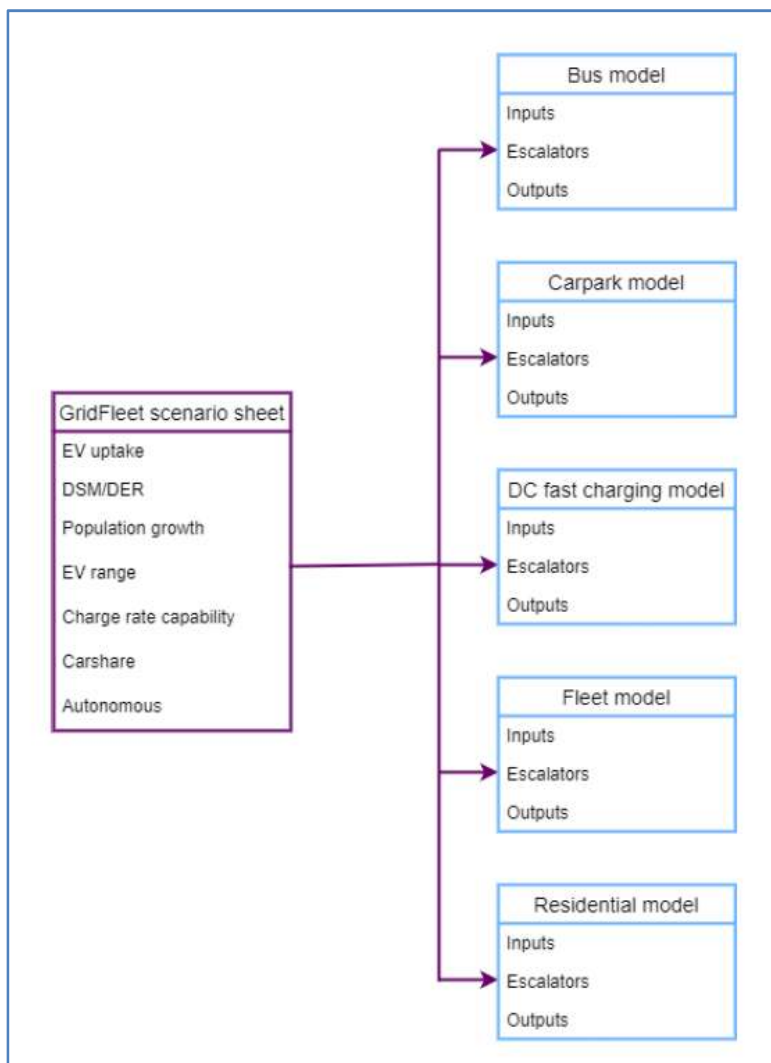 Bus model
Inputs
Escalators
Outputs
Carpark model
Inputs
Escalators
Outputs
GridFleet scenario sheet
EV uptake
DSM/DER
Population growth
EV range
Charge rate capability
Carshare
Autonomous
DC fast charging model
Inputs
Escalators
Outputs
Fleet model
Inputs
Escalators
Outputs
Residential model
Inputs
Escalators
Outputs